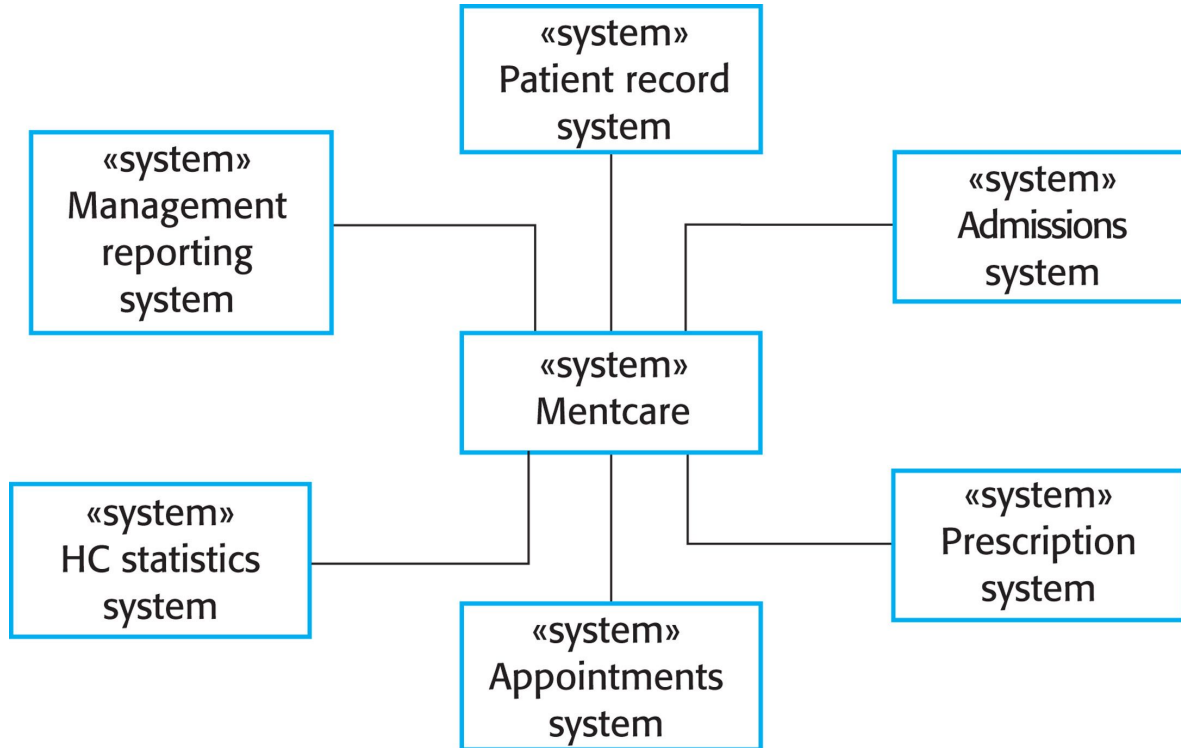 «system»
Patient record
system
«system»
Management
reporting
system
«system»
Admissions
system
«system»
Mentcare
«system»
HC statistics
system
«system»
Prescription
system
«system»
Appointments
system